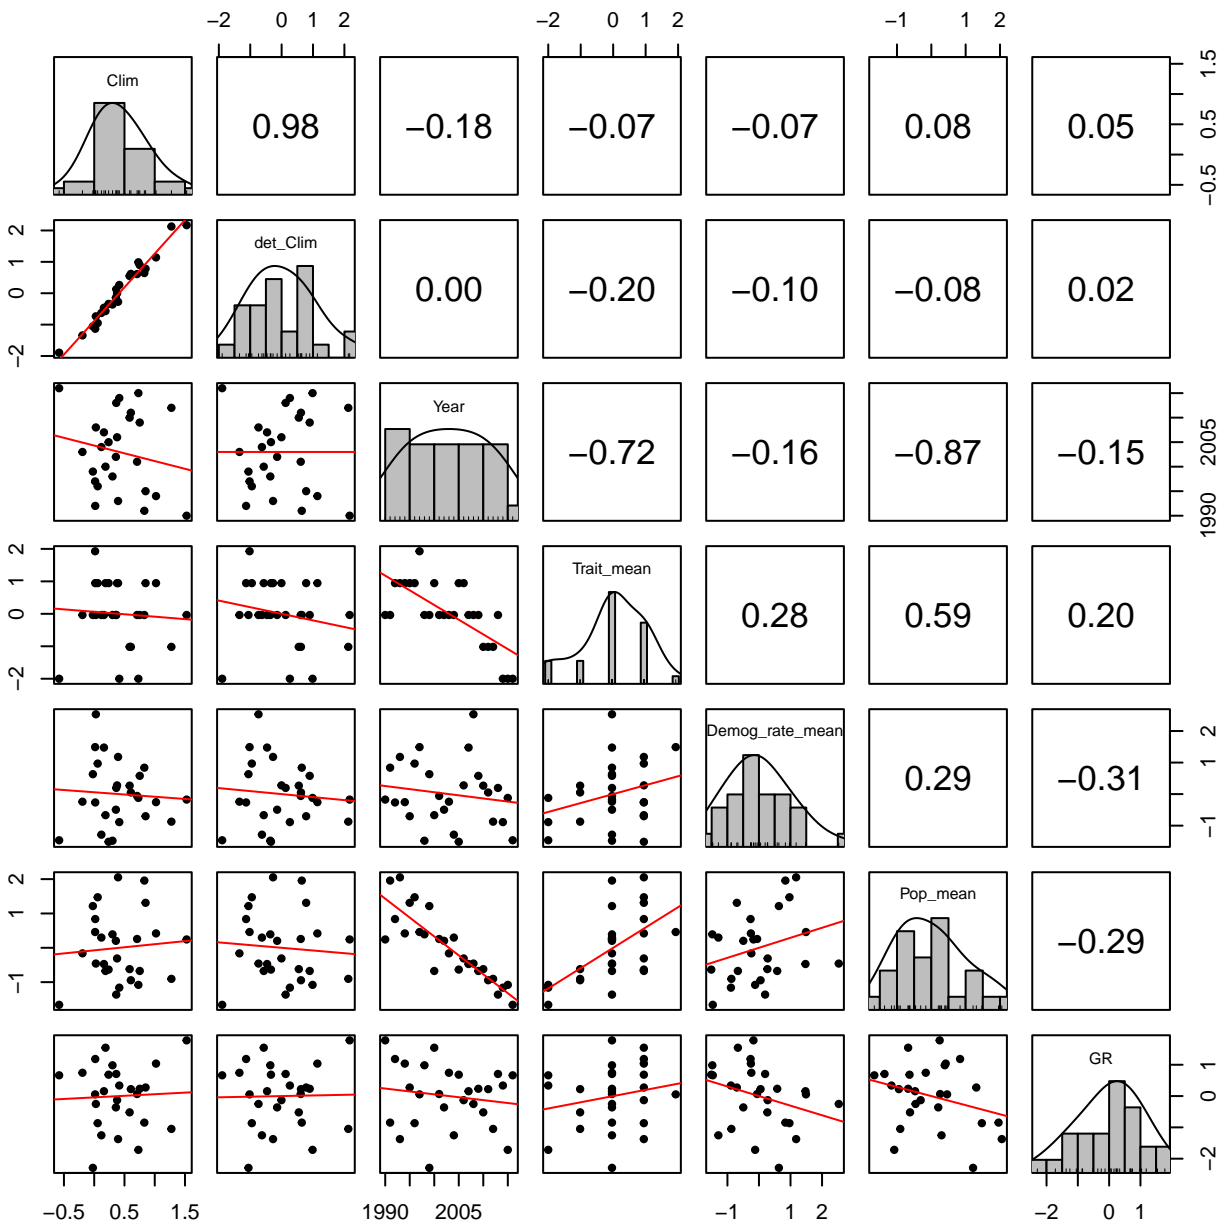 −2 0 1 2 −2 0 1 2 −1 1 2
Clim 0.98 −0.18 −0.07 −0.07 0.08 0.05 −0.5 0.5 1.5
−2 0 1 2 det_Clim 0.00 −0.20 −0.10 −0.08 0.02
Year −0.72 −0.16 −0.87 −0.15 1990 2005
−2 0 1 2 Trait_mean 0.28 0.59 0.20
Demog_rate_mean 0.29 −0.31 −1 1 2
−1 1 2 Pop_mean −0.29
GR −2 0 1
−0.5 0.5 1.5 1990 2005 −1 1 2 −2 0 1